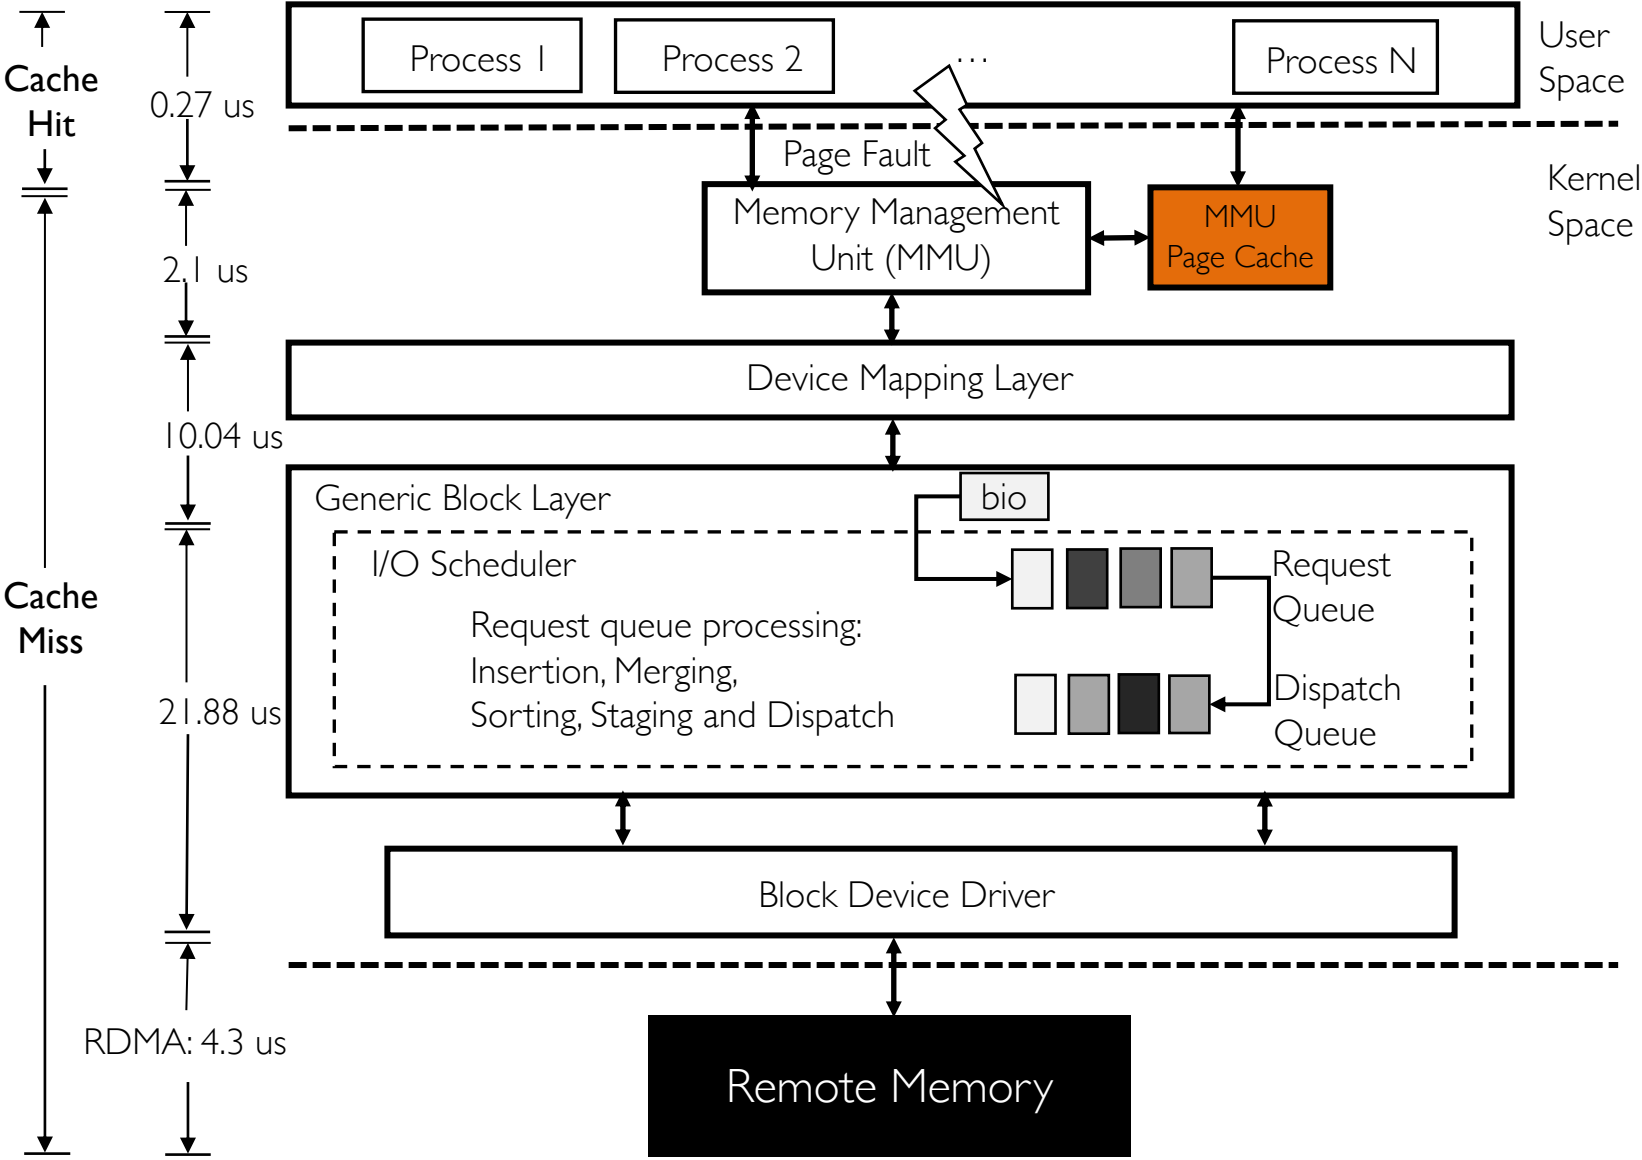 Cache
Hit
0.27 us
Process 1
Process 2
...
Process N
User
Space
Page Fault
Kernel
Space
Memory Management
Unit (MMU)
MMU
Page Cache
2.1 us
Device Mapping Layer
10.04 us
Generic Block Layer
bio
I/O Scheduler
Request
Queue
Cache
Miss
Request queue processing:
Insertion, Merging,
Sorting, Staging and Dispatch
21.88 us
Dispatch
Queue
Block Device Driver
RDMA: 4.3 us
Remote Memory